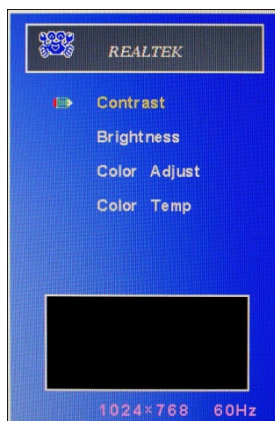 REALTEK
Contrast
Brightness
Color Adjust
Color Temp
1024×768 60Hz